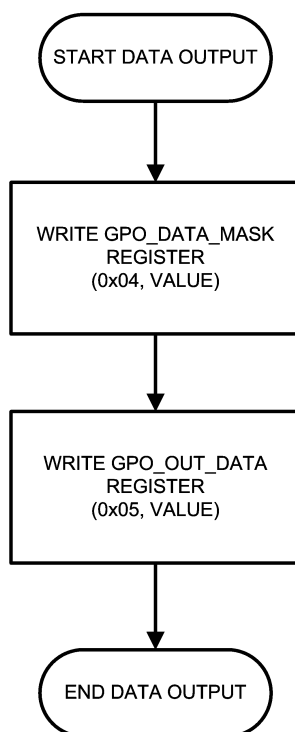 START DATA OUTPUT
WRITE GPO_DATA_MASK
REGISTER
(0x04, VALUE)
WRITE GPO_OUT_DATA
REGISTER
(0x05, VALUE)
END DATA OUTPUT